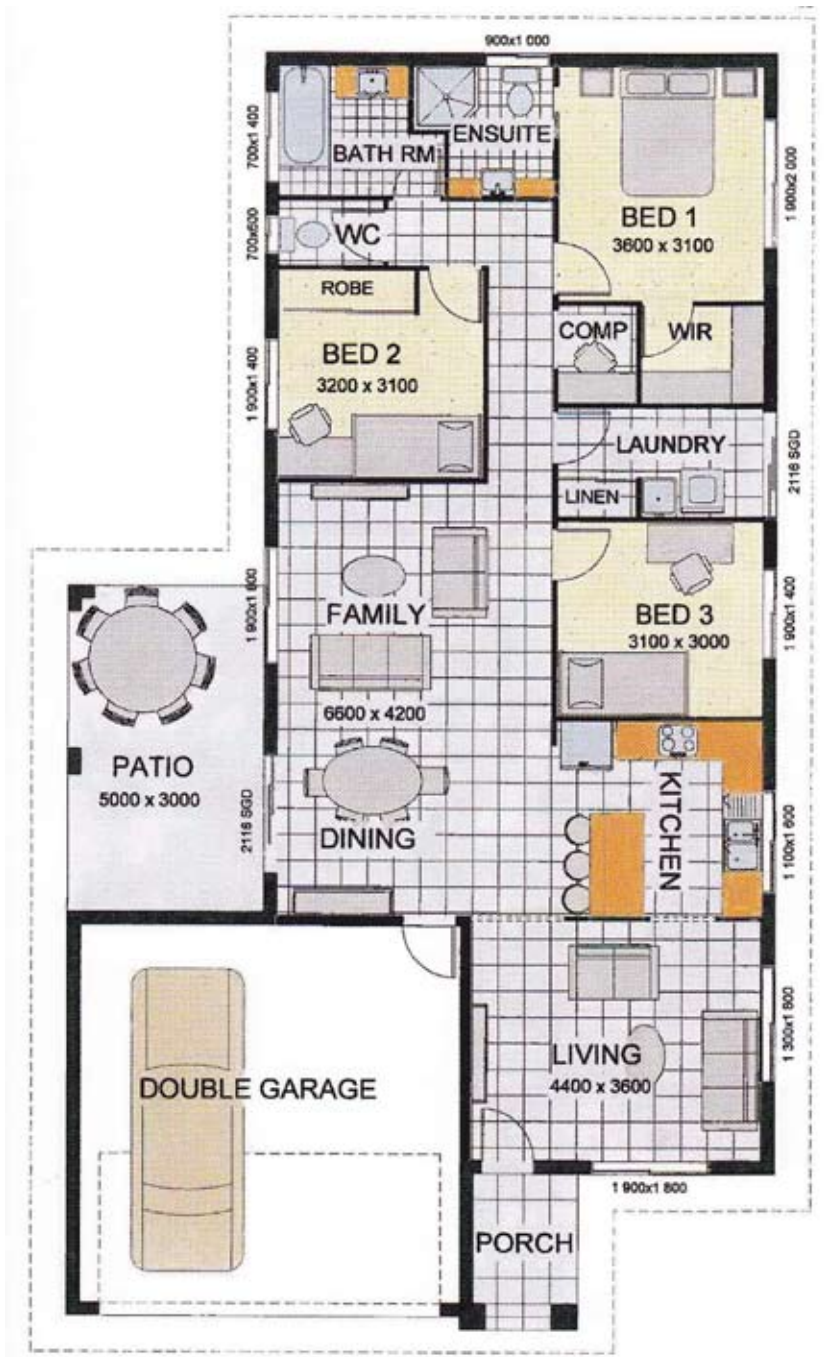 900x1 000
700x1 400
BATH RM
ENSUITE
BED 1
3600 x 3100
1 900x2 000
700x600
WC
ROBE
BED 2
3200 x 3100
1 900x1 400
COMP
WIR
LAUNDRY
LINEN
2116 SGD
FAMILY
6600 x 4200
1 900x1 800
BED 3
3100 x 3000
1 900x1 400
PATIO
5000 x 3000
2116 SGD
DINING
KITCHEN
1 100x1 600
DOUBLE GARAGE
LIVING
4400 x 3600
1 300x1 800
1 900x1 800
PORCH